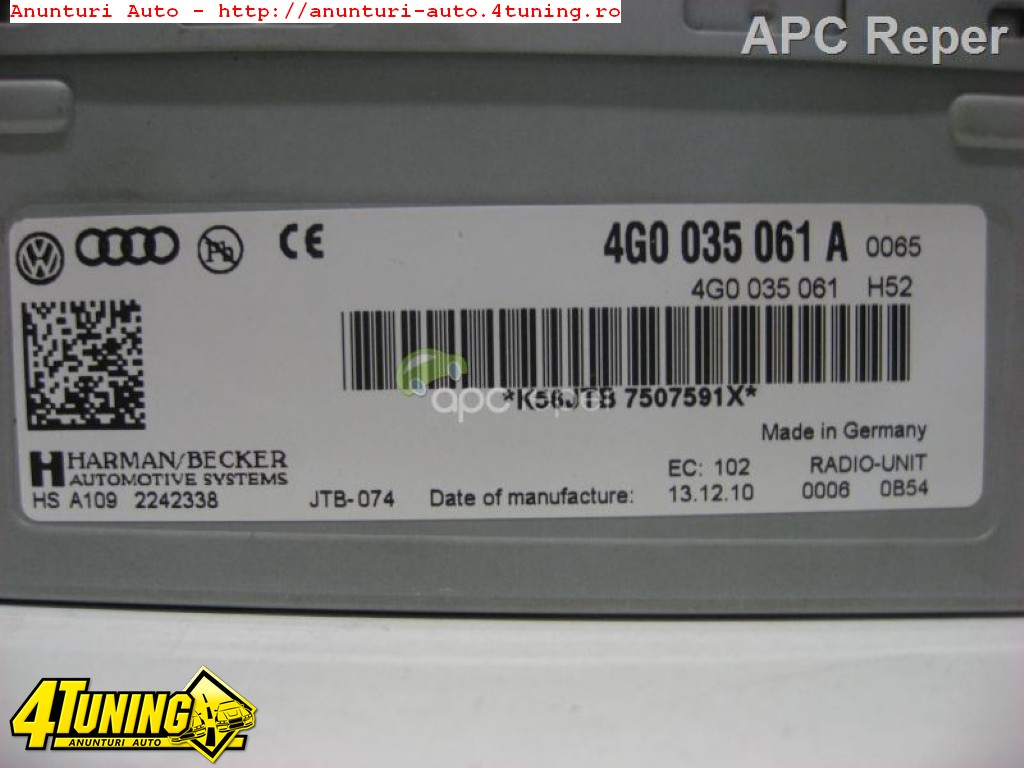 Anunturi Auto - http://anunturi-auto.4tuning.ro
APC Reper
CE
4G0 035 061 A 0065
4G0 035 061 H52
apc reper
*K56JTB 7507591X*
Made in Germany
HARMAN/BECKER
AUTOMOTIVE SYSTEMS
EC: 102 RADIO-UNIT
HS A109 2242338 JTB-074 Date of manufacture: 13.12.10 0006 0B54
4TUNING
ANUNTURI AUTO